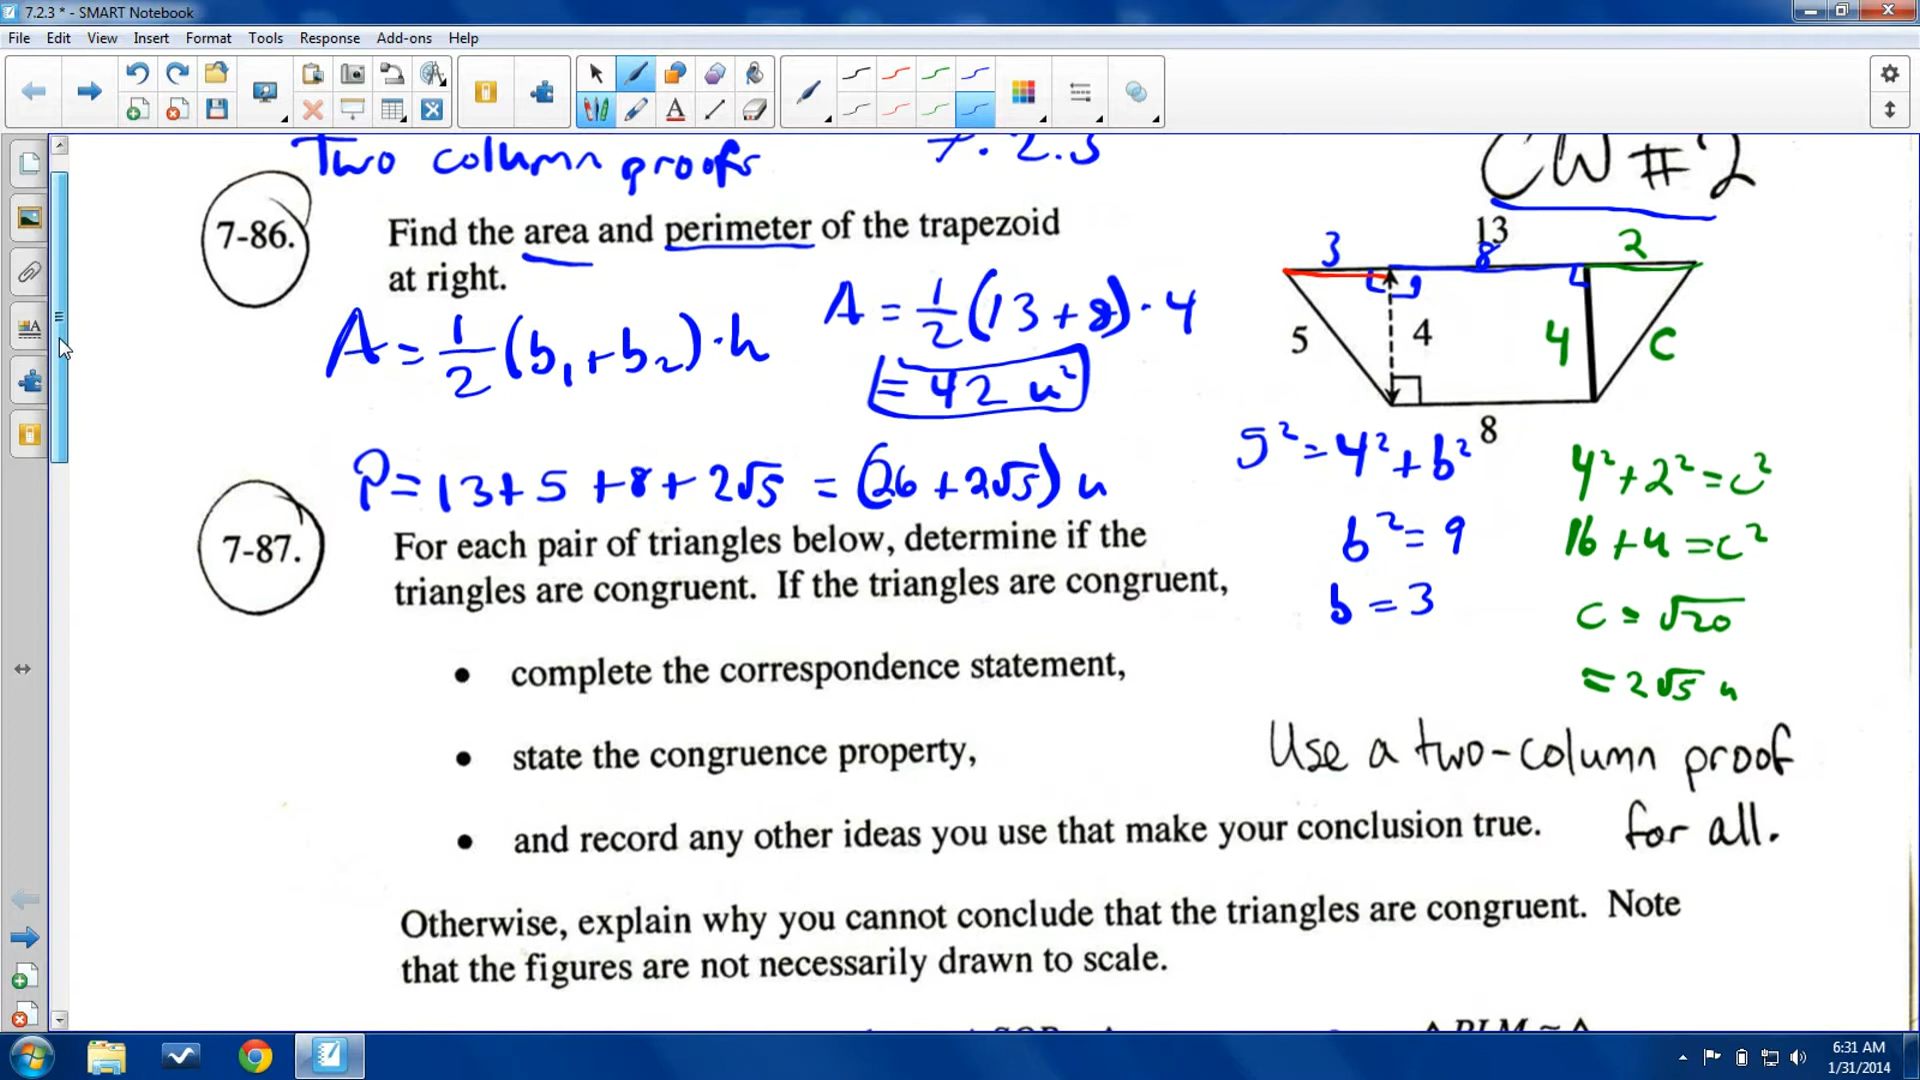 7.2.3 * - SMART Notebook
File Edit View Insert Format Tools Response Add-ons Help
Two column proofs 7.2.3
CW #2
7-86. Find the area and perimeter of the trapezoid
at right.
A = 1/2 (b₁ + b₂) · h
A = 1/2 (13 + 8) · 4
= 42 u²
13
3 8 2
5 4 4 c
8
P = 13 + 5 + 8 + 2√5 = (26 + 2√5) u
5² = 4² + b²
b² = 9
b = 3
4² + 2² = c²
16 + 4 = c²
c = √20
= 2√5 u
7-87. For each pair of triangles below, determine if the
triangles are congruent. If the triangles are congruent,
• complete the correspondence statement,
• state the congruence property,
• and record any other ideas you use that make your conclusion true.
Use a two-column proof
for all.
Otherwise, explain why you cannot conclude that the triangles are congruent. Note
that the figures are not necessarily drawn to scale.
6:31 AM
1/31/2014